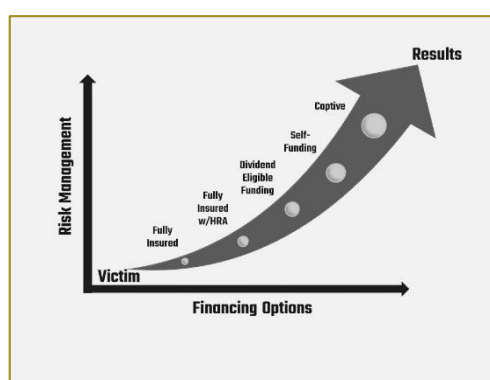 Results
Captive
Self-
Funding
Dividend
Eligible
Funding
Fully
Insured
w/HRA
Fully
Insured
Victim
Risk Management
Financing Options